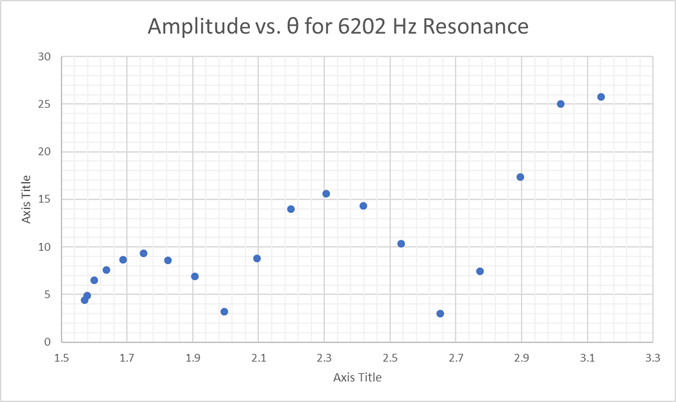 Amplitude vs. θ for 6202 Hz Resonance
30
25
20
15
10
5
0
Axis Title
1.5 1.7 1.9 2.1 2.3 2.5 2.7 2.9 3.1 3.3
Axis Title